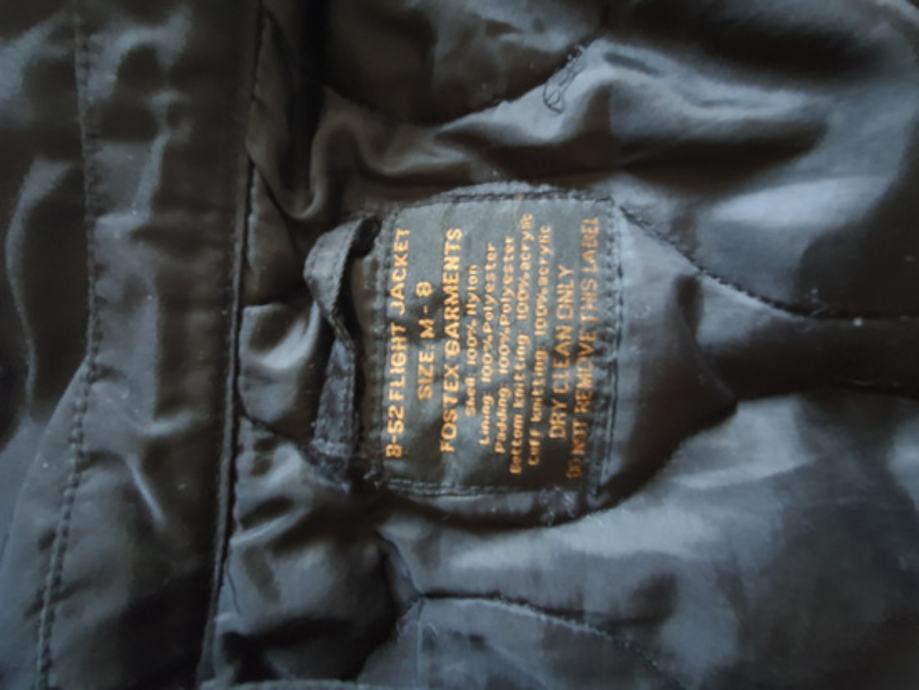 B-52 FLIGHT JACKET
SIZE: M - 8
FOSTEX GARMENTS
Shell. 100% Nylon
Lining. 100%Polyester
Padding. 100%Polyester
Bottom knitting. 100%acrylic
Cuff knitting. 100%acrylic
DRY CLEAN ONLY
DO NOT REMOVE THIS LABEL